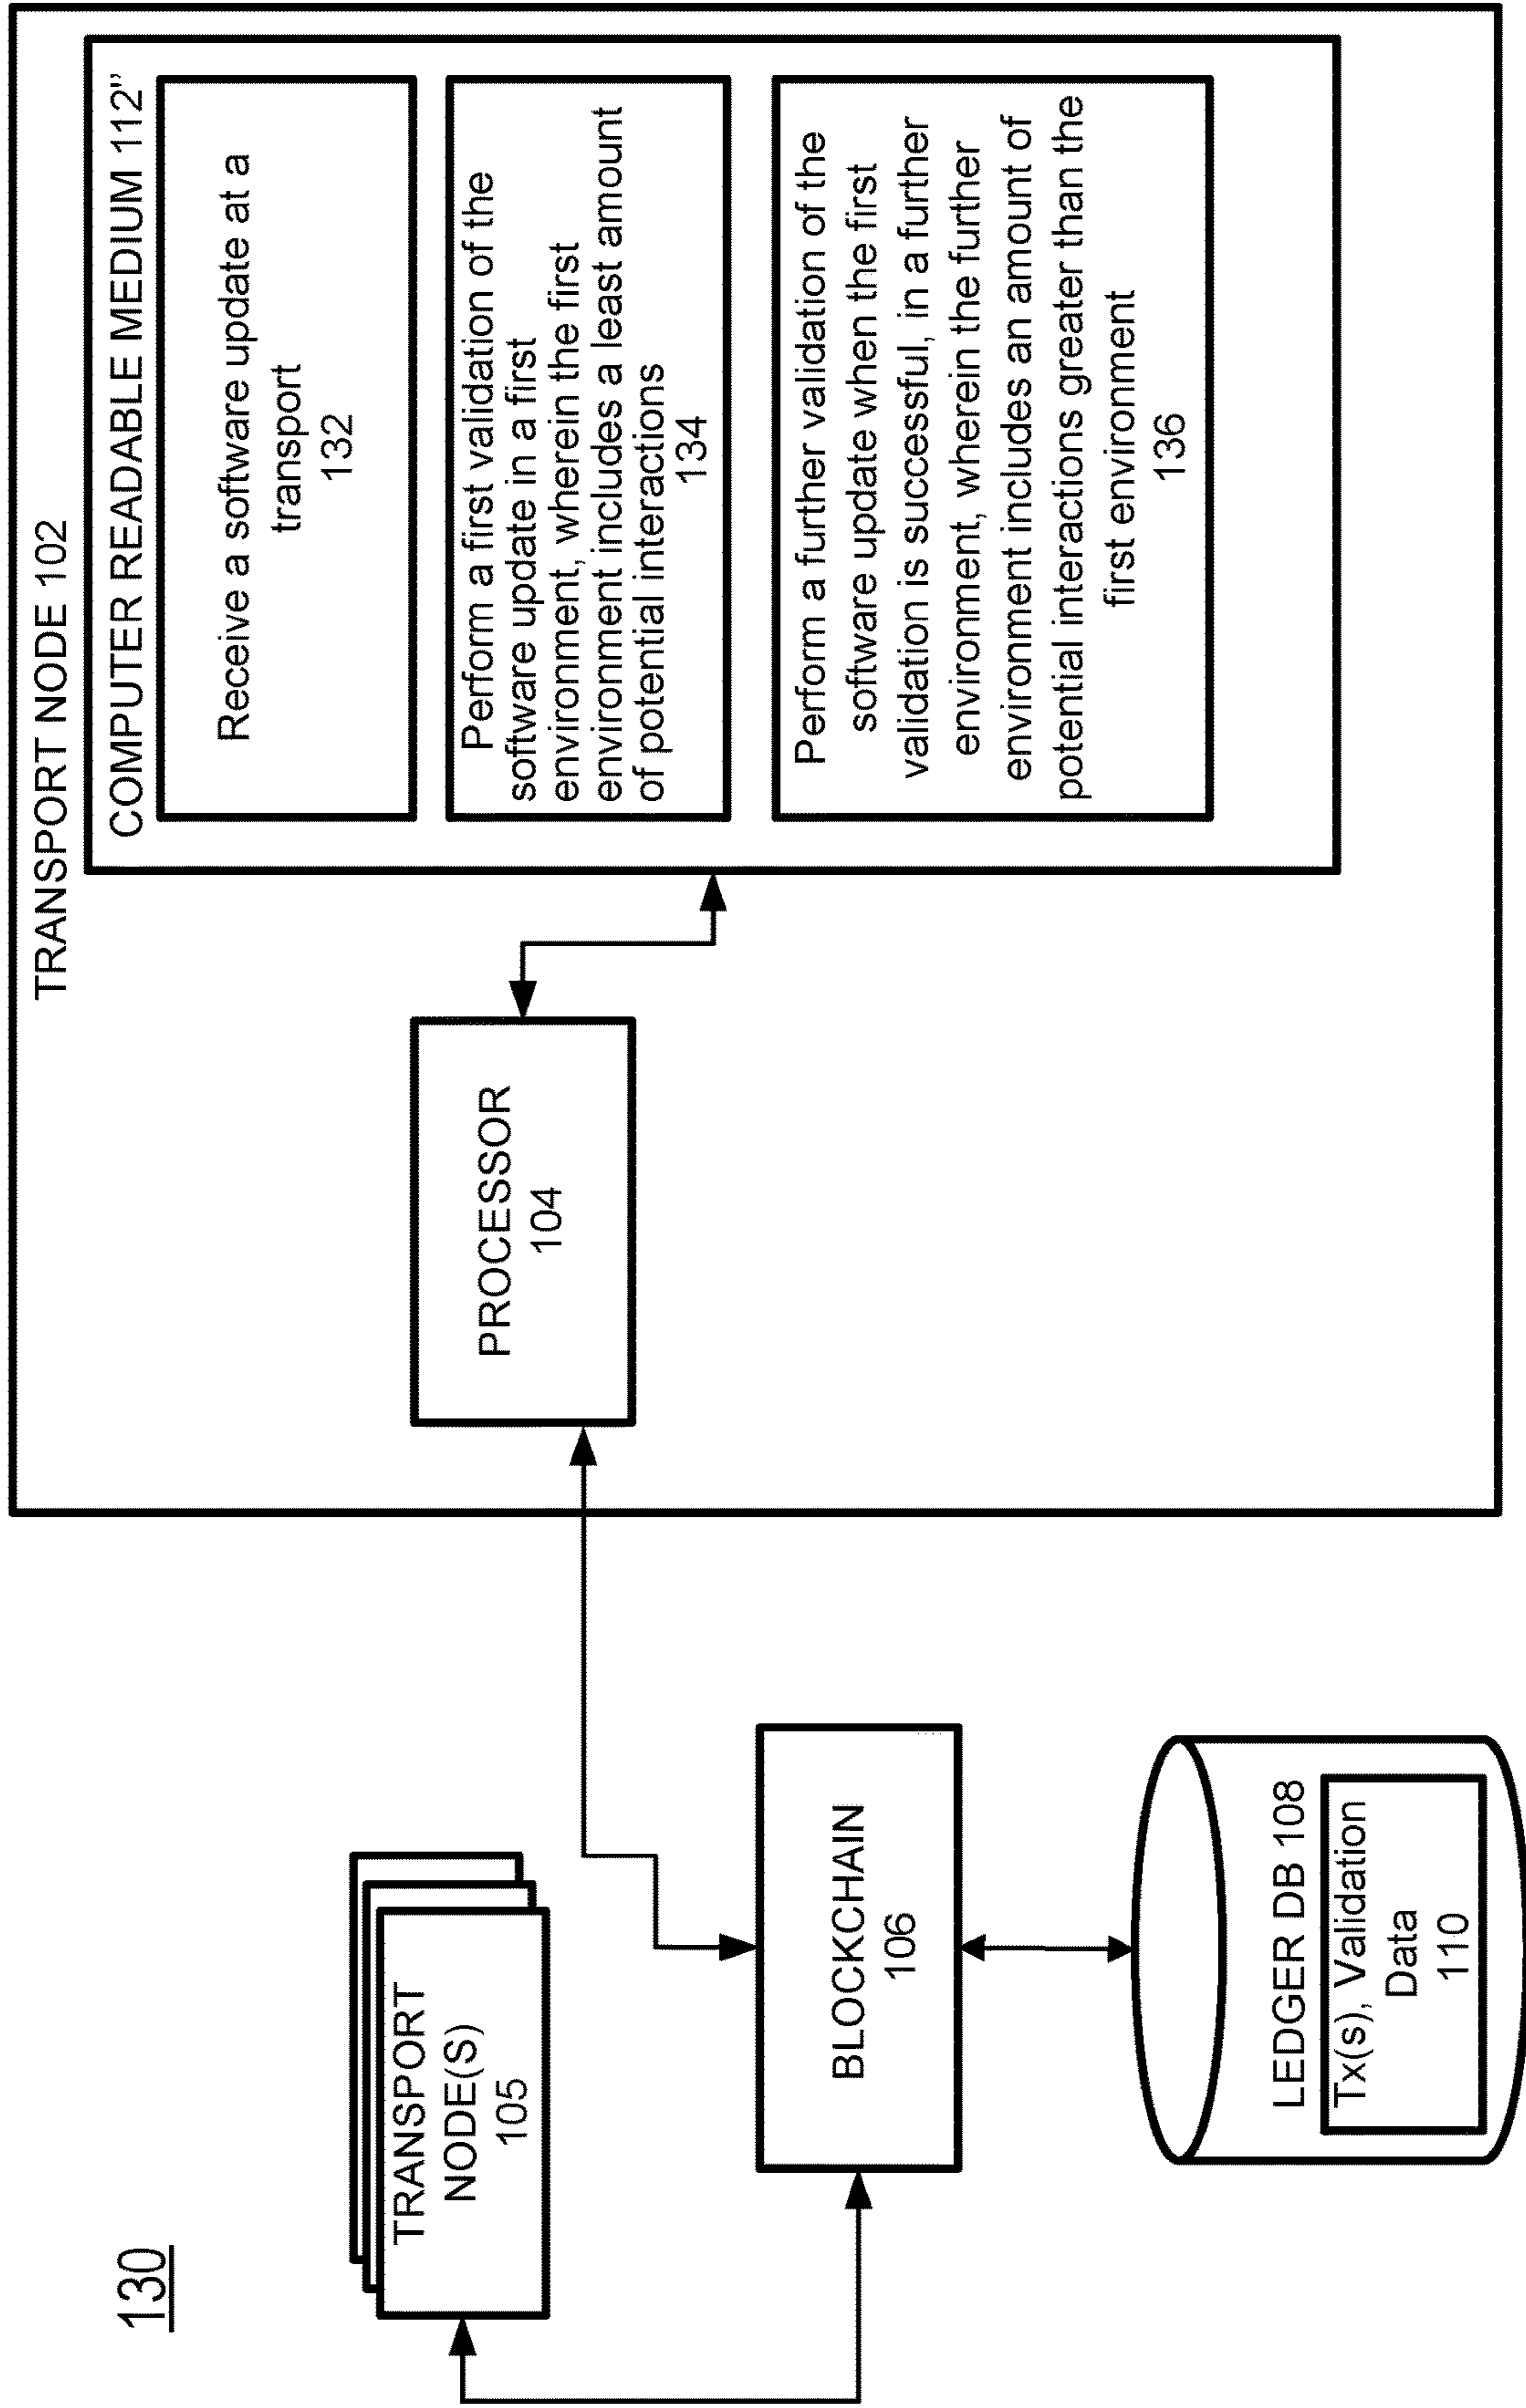 130
TRANSPORT NODE 102
COMPUTER READABLE MEDIUM 112"
Receive a software update at a
transport
132
Perform a first validation of the
software update in a first
environment, wherein the first
environment includes a least amount
of potential interactions
134
Perform a further validation of the
software update when the first
validation is successful, in a further
environment, wherein the further
environment includes an amount of
potential interactions greater than the
first environment
136
PROCESSOR
104
TRANSPORT
NODE(S)
105
BLOCKCHAIN
106
LEDGER DB 108
Tx(s), Validation
Data
110